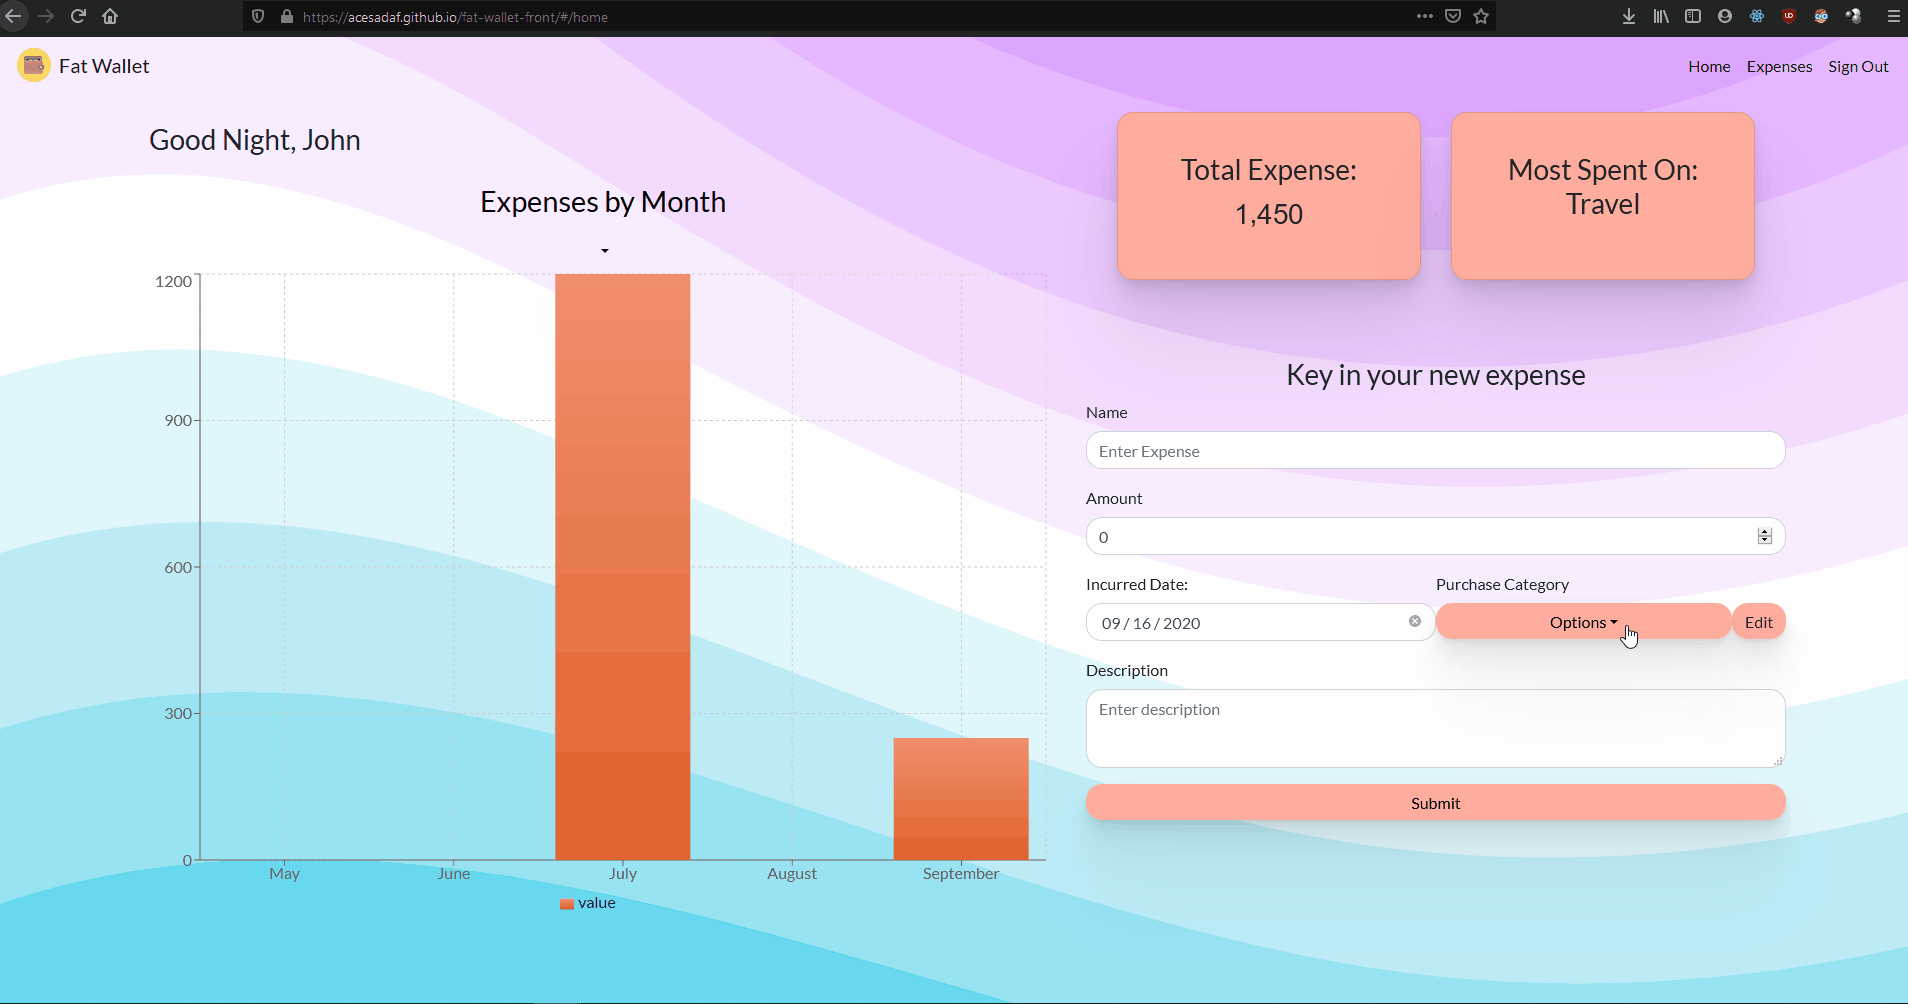 https://acesadaf.github.io/fat-wallet-front/#/home
Fat Wallet
Home Expenses Sign Out
Good Night, John
Expenses by Month
1200
900
600
300
0
May June July August September
value
Total Expense:
1,450
Most Spent On:
Travel
Key in your new expense
Name
Enter Expense
Amount
0
Incurred Date: Purchase Category
09 / 16 / 2020 Options Edit
Description
Enter description
Submit